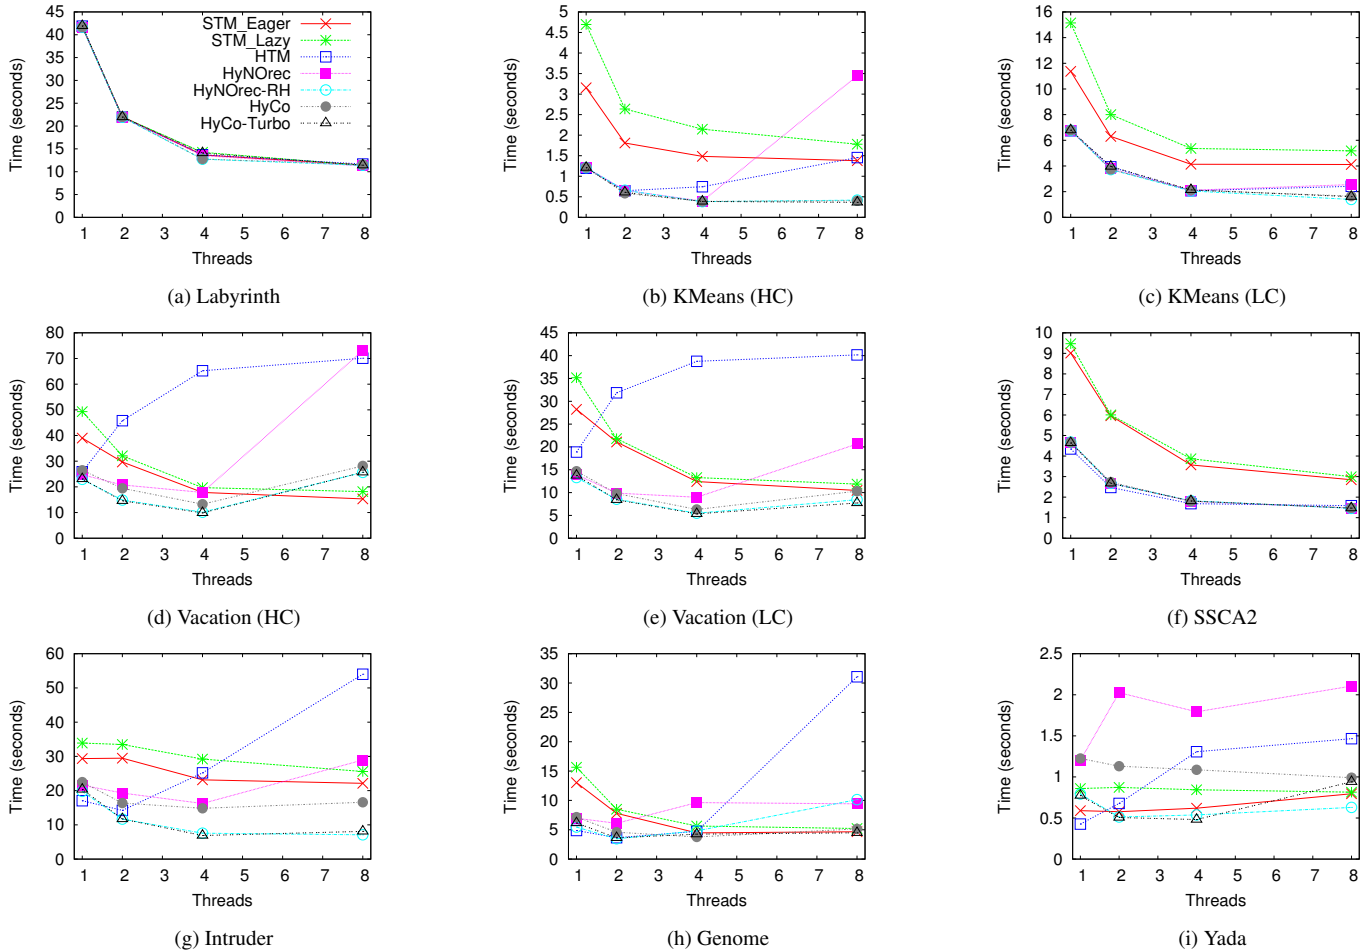 45
40
35
30
25
20
15
10
5
0
1 2 3 4 5 6 7 8
Time (seconds)
Threads
STM_Eager
STM_Lazy
HTM
HyNOrec
HyNOrec-RH
HyCo
HyCo-Turbo
(a) Labyrinth
5
4.5
4
3.5
3
2.5
2
1.5
1
0.5
0
1 2 3 4 5 6 7 8
Time (seconds)
Threads
(b) KMeans (HC)
16
14
12
10
8
6
4
2
0
1 2 3 4 5 6 7 8
Time (seconds)
Threads
(c) KMeans (LC)
80
70
60
50
40
30
20
10
0
1 2 3 4 5 6 7 8
Time (seconds)
Threads
(d) Vacation (HC)
45
40
35
30
25
20
15
10
5
0
1 2 3 4 5 6 7 8
Time (seconds)
Threads
(e) Vacation (LC)
10
9
8
7
6
5
4
3
2
1
0
1 2 3 4 5 6 7 8
Time (seconds)
Threads
(f) SSCA2
60
50
40
30
20
10
0
1 2 3 4 5 6 7 8
Time (seconds)
Threads
(g) Intruder
35
30
25
20
15
10
5
0
1 2 3 4 5 6 7 8
Time (seconds)
Threads
(h) Genome
2.5
2
1.5
1
0.5
0
1 2 3 4 5 6 7 8
Time (seconds)
Threads
(i) Yada